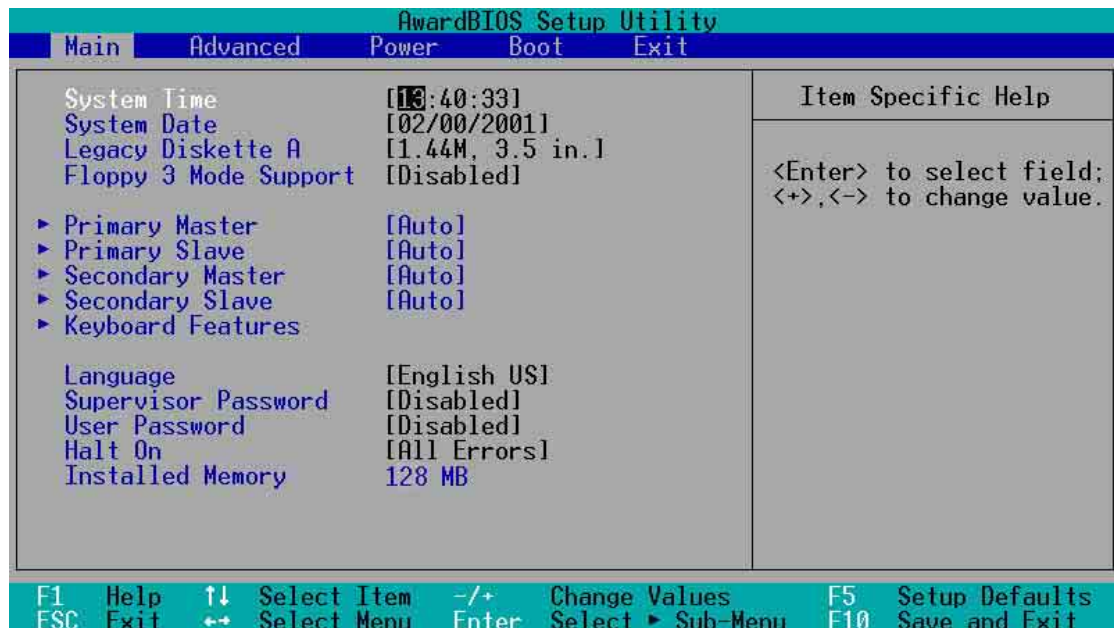 AwardBIOS Setup Utility
Main Advanced Power Boot Exit
System Time [13:40:33]
System Date [02/00/2001]
Legacy Diskette A [1.44M, 3.5 in.]
Floppy 3 Mode Support [Disabled]
► Primary Master [Auto]
► Primary Slave [Auto]
► Secondary Master [Auto]
► Secondary Slave [Auto]
► Keyboard Features
Language [English US]
Supervisor Password [Disabled]
User Password [Disabled]
Halt On [All Errors]
Installed Memory 128 MB
Item Specific Help
<Enter> to select field;
<+>,<-> to change value.
F1 Help ↑↓ Select Item -/+ Change Values F5 Setup Defaults
ESC Exit ←→ Select Menu Enter Select ► Sub-Menu F10 Save and Exit